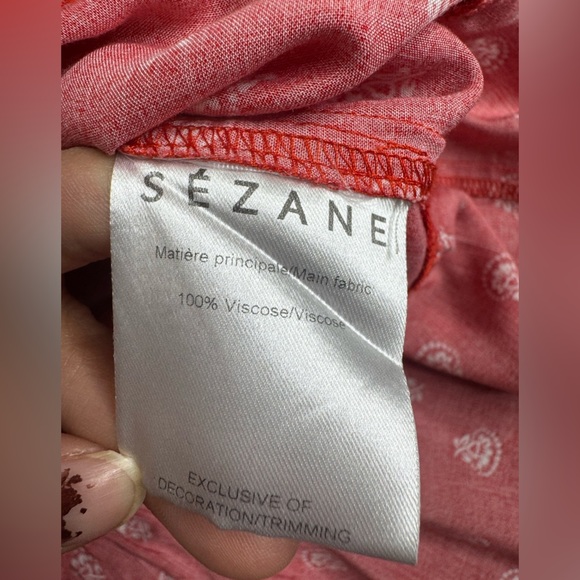 SÉZANE
Matière principale/Main fabric
100% Viscose/Viscose
EXCLUSIVE OF
DECORATION/TRIMMING